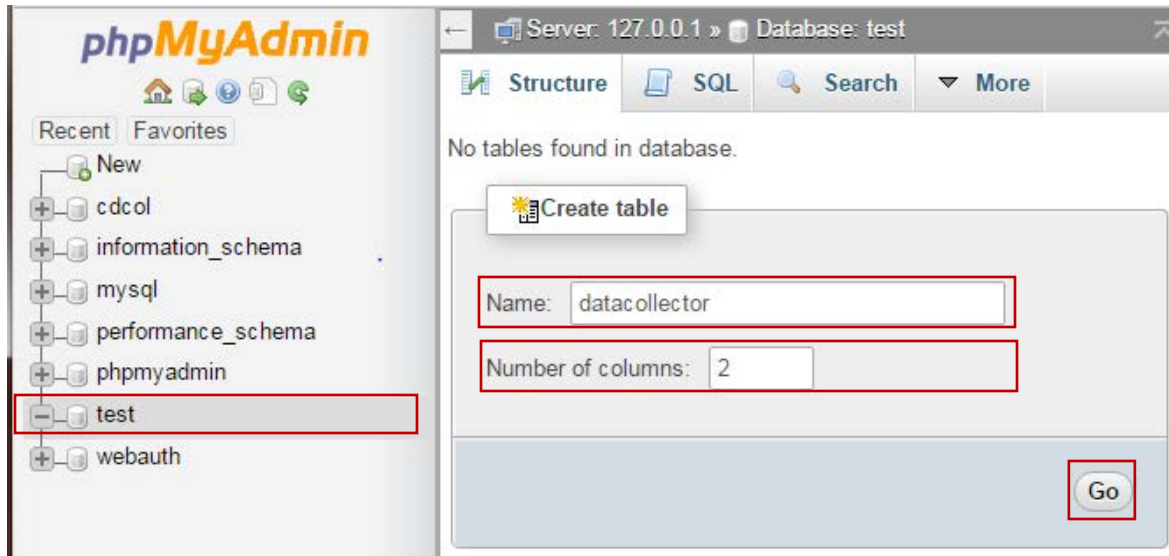 phpMyAdmin
Recent Favorites
New
cdcol
information_schema
mysql
performance_schema
phpmyadmin
test
webauth
Server: 127.0.0.1 » Database: test
Structure SQL Search More
No tables found in database.
Create table
Name: datacollector
Number of columns: 2
Go